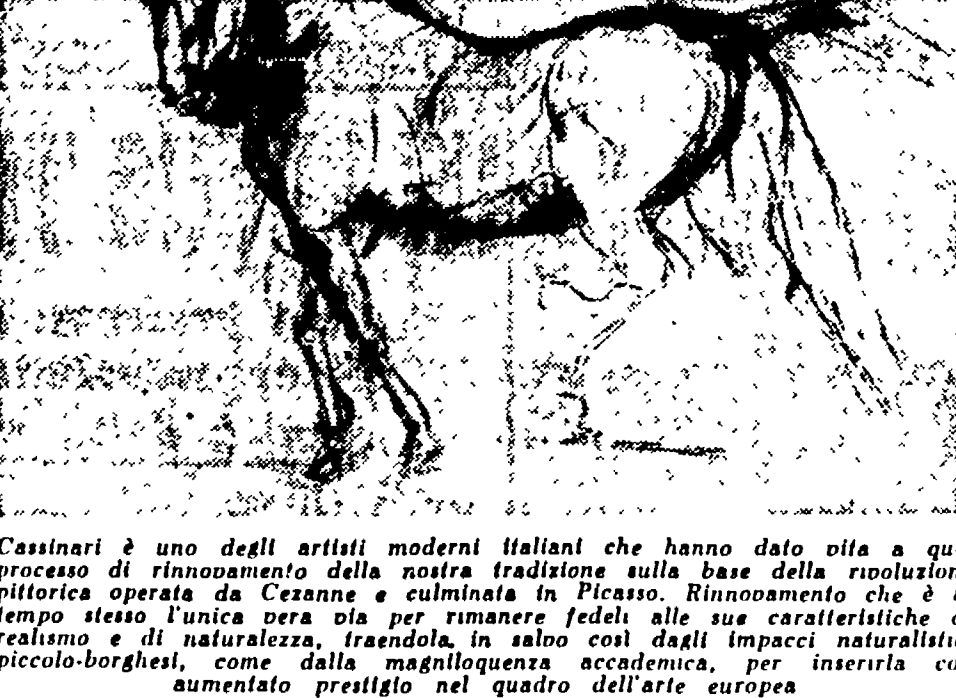 Cassinari è uno degli artisti moderni italiani che hanno dato vita a qu
processo di rinnovamento della nostra tradizione sulla base della rivoluzion
pittorica operata da Cezanne e culminata in Picasso. Rinnovamento che è
tempo stesso l'unica vera via per rimanere fedeli alle sue caratteristiche
realismo e di naturalezza, traendola in salvo così dagli impacci naturalistic
piccolo-borghesi, come dalla magniloquenza accademica, per inserirla co
aumentato prestigio nel quadro dell'arte europea